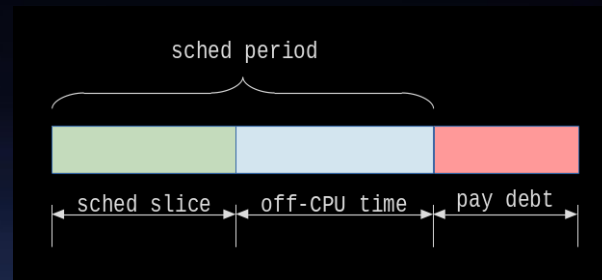 sched period
sched slice
off-CPU time
pay debt